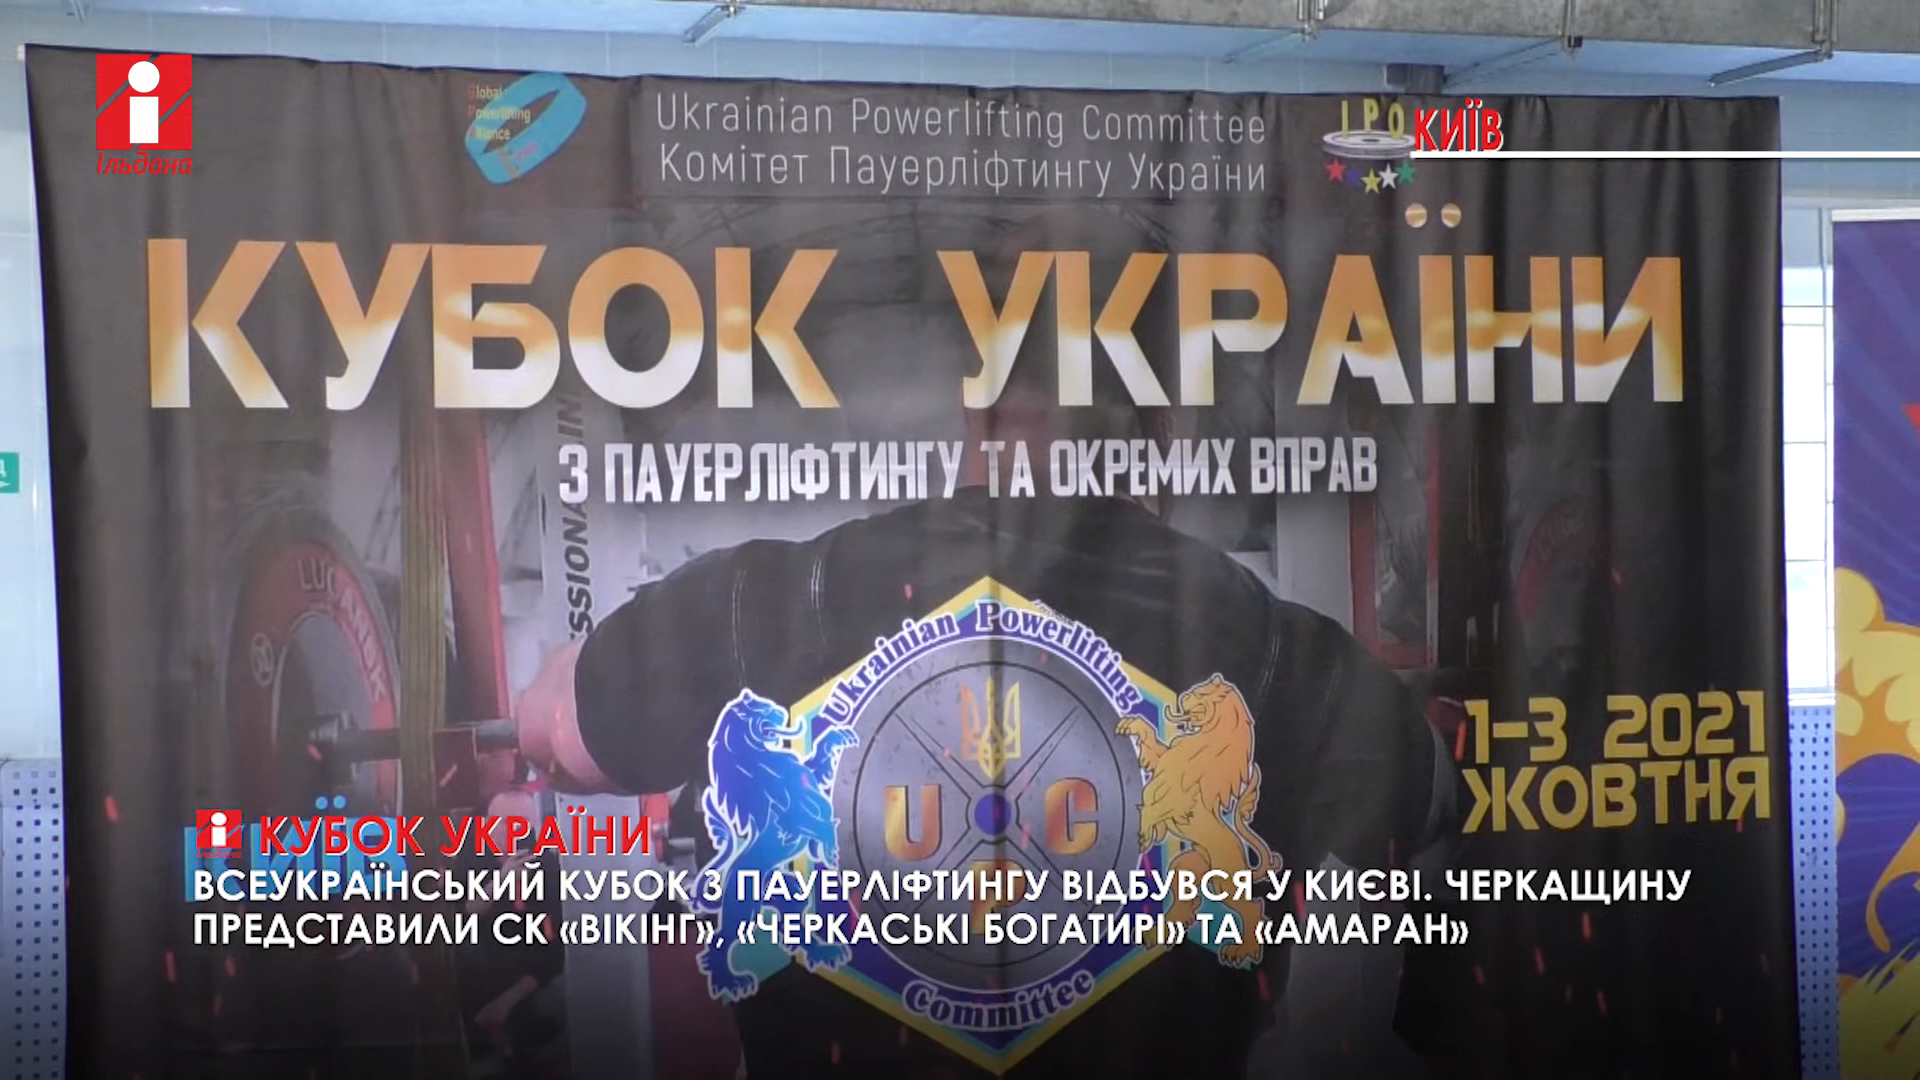 Ільдана
Global
Powerlifting
Alliance
Ukrainian Powerlifting Committee
Комітет Пауерліфтингу України
IPO
КИЇВ
КУБОК УКРАЇНИ
З ПАУЕРЛІФТИНГУ ТА ОКРЕМИХ ВПРАВ
Ukrainian Powerlifting
U C
P
Committee
1-3 2021
ЖОВТНЯ
КУБОК УКРАЇНИ
ВСЕУКРАЇНСЬКИЙ КУБОК З ПАУЕРЛІФТИНГУ ВІДБУВСЯ У КИЄВІ. ЧЕРКАЩИНУ
ПРЕДСТАВИЛИ СК «ВІКІНГ», «ЧЕРКАСЬКІ БОГАТИРІ» ТА «АМАРАН»